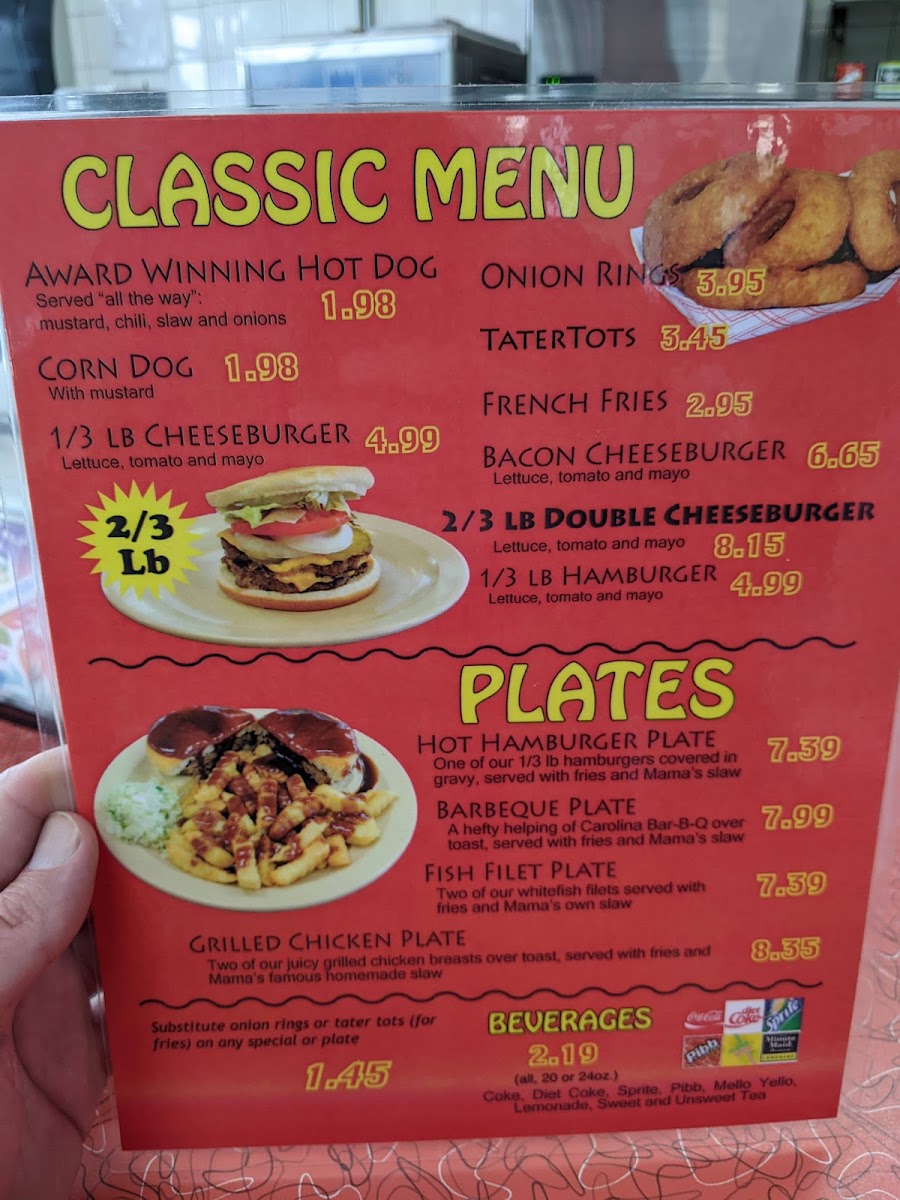 CLASSIC MENU
AWARD WINNING HOT DOG
Served "all the way":
mustard, chili, slaw and onions
1.98
CORN DOG 1.98
With mustard
1/3 LB CHEESEBURGER 4.99
Lettuce, tomato and mayo
2/3
Lb
ONION RINGS 3.95
TATERTOTS 3.45
FRENCH FRIES 2.95
BACON CHEESEBURGER 6.65
Lettuce, tomato and mayo
2/3 LB DOUBLE CHEESEBURGER
Lettuce, tomato and mayo 8.15
1/3 LB HAMBURGER 4.99
Lettuce, tomato and mayo
PLATES
HOT HAMBURGER PLATE 7.39
One of our 1/3 lb hamburgers covered in
gravy, served with fries and Mama's slaw
BARBEQUE PLATE 7.99
A hefty helping of Carolina Bar-B-Q over
toast, served with fries and Mama's slaw
FISH FILET PLATE 7.39
Two of our whitefish filets served with
fries and Mama's own slaw
GRILLED CHICKEN PLATE 8.35
Two of our juicy grilled chicken breasts over toast, served with fries and
Mama's famous homemade slaw
Substitute onion rings or tater tots (for
fries) on any special or plate
1.45
BEVERAGES
2.19
(all, 20 or 24oz.)
Coke, Diet Coke, Sprite, Pibb, Mello Yello,
Lemonade, Sweet and Unsweet Tea
Coca-Cola
diet
Coke
Sprite
Pibb
Minute
Maid